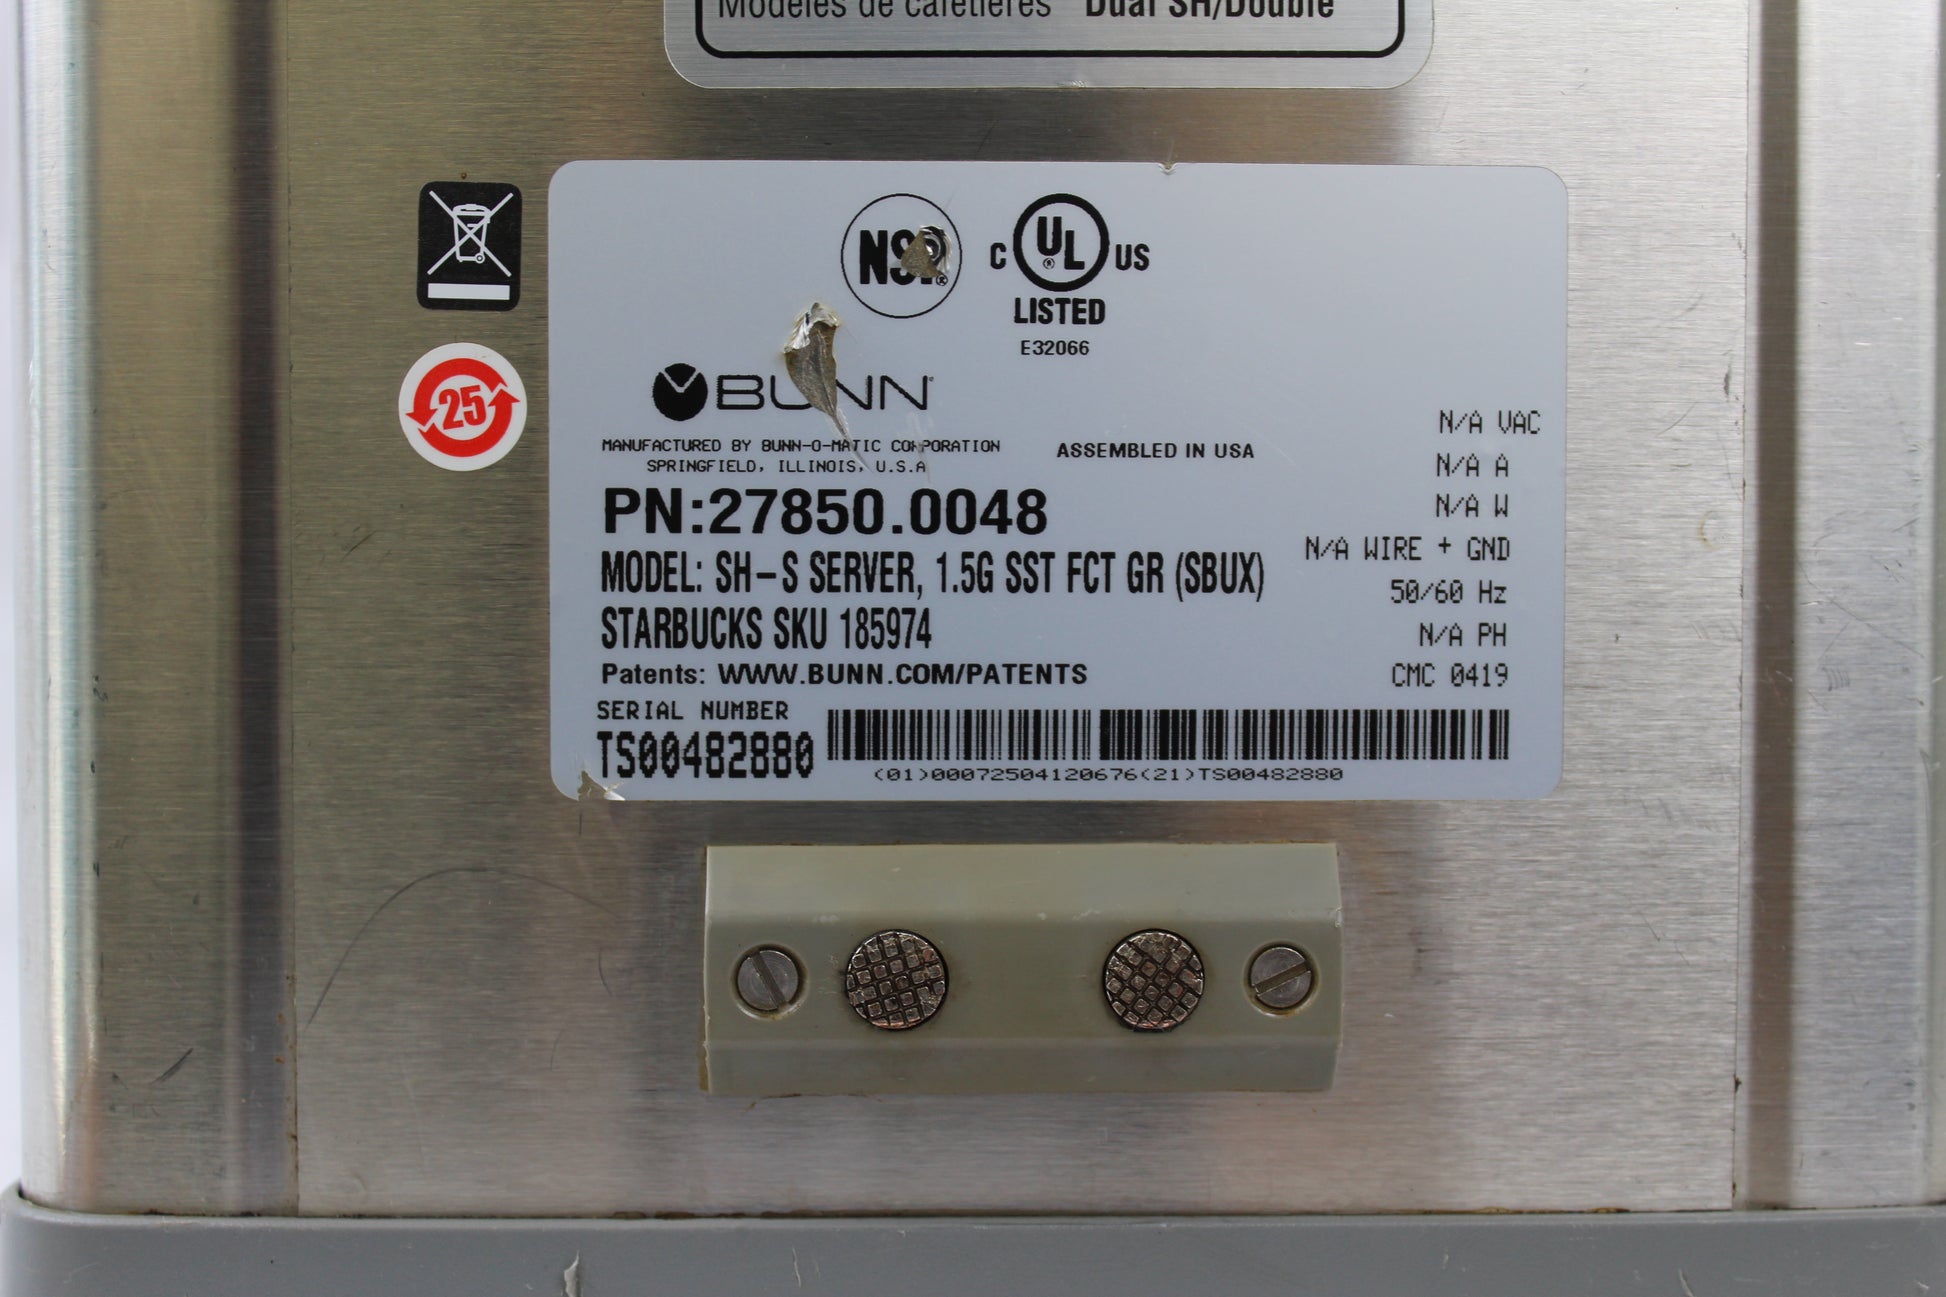 Modèles de cafetières Dual SH/Double
25
NSF®
C UL® US
LISTED
E32066
BUNN®
MANUFACTURED BY BUNN-O-MATIC CORPORATION
SPRINGFIELD, ILLINOIS, U.S.A
ASSEMBLED IN USA
PN:27850.0048
MODEL: SH-S SERVER, 1.5G SST FCT GR (SBUX)
STARBUCKS SKU 185974
Patents: WWW.BUNN.COM/PATENTS
N/A VAC
N/A A
N/A W
N/A WIRE + GND
50/60 Hz
N/A PH
CMC 0419
SERIAL NUMBER
TS00482880
(01)00072504120676(21)TS00482880